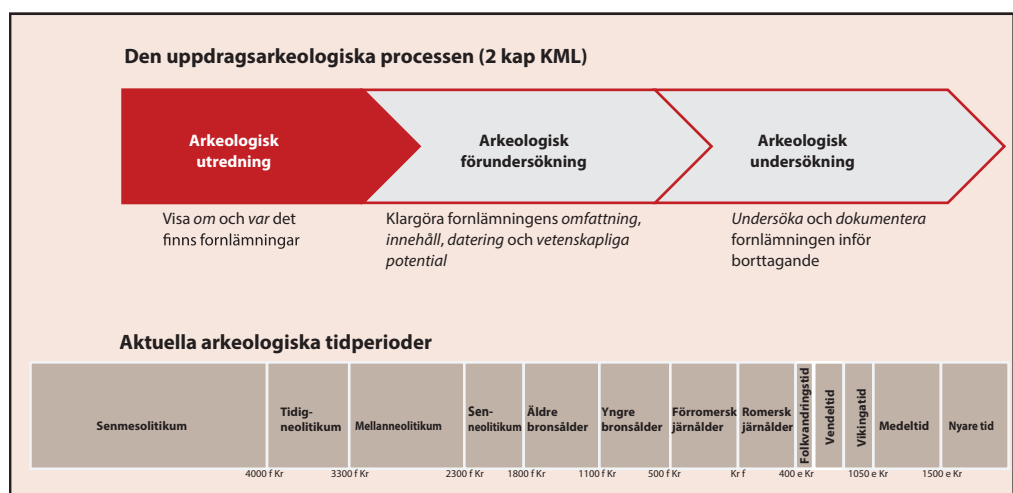 Den uppdragsarkeologiska processen (2 kap KML)
Arkeologisk
utredning
Arkeologisk
förundersökning
Arkeologisk
undersökning
Visa om och var det
finns fornlämningar
Klargöra fornlämningens omfattning,
innehåll, datering och vetenskapliga
potential
Undersöka och dokumentera
fornlämningen inför
borttagande
Aktuella arkeologiska tidperioder
Senmesolitikum
Tidig-
neolitikum
Mellanneolitikum
Sen-
neolitikum
Äldre
bronsålder
Yngre
bronsålder
Förromersk
järnålder
Romersk
järnålder
Folkvandringstid
Vendeltid
Vikingatid
Medeltid
Nyare tid
4000 f Kr
3300 f Kr
2300 f Kr
1800 f Kr
1100 f Kr
500 f Kr
Kr f
400 e Kr
1050 e Kr
1500 e Kr